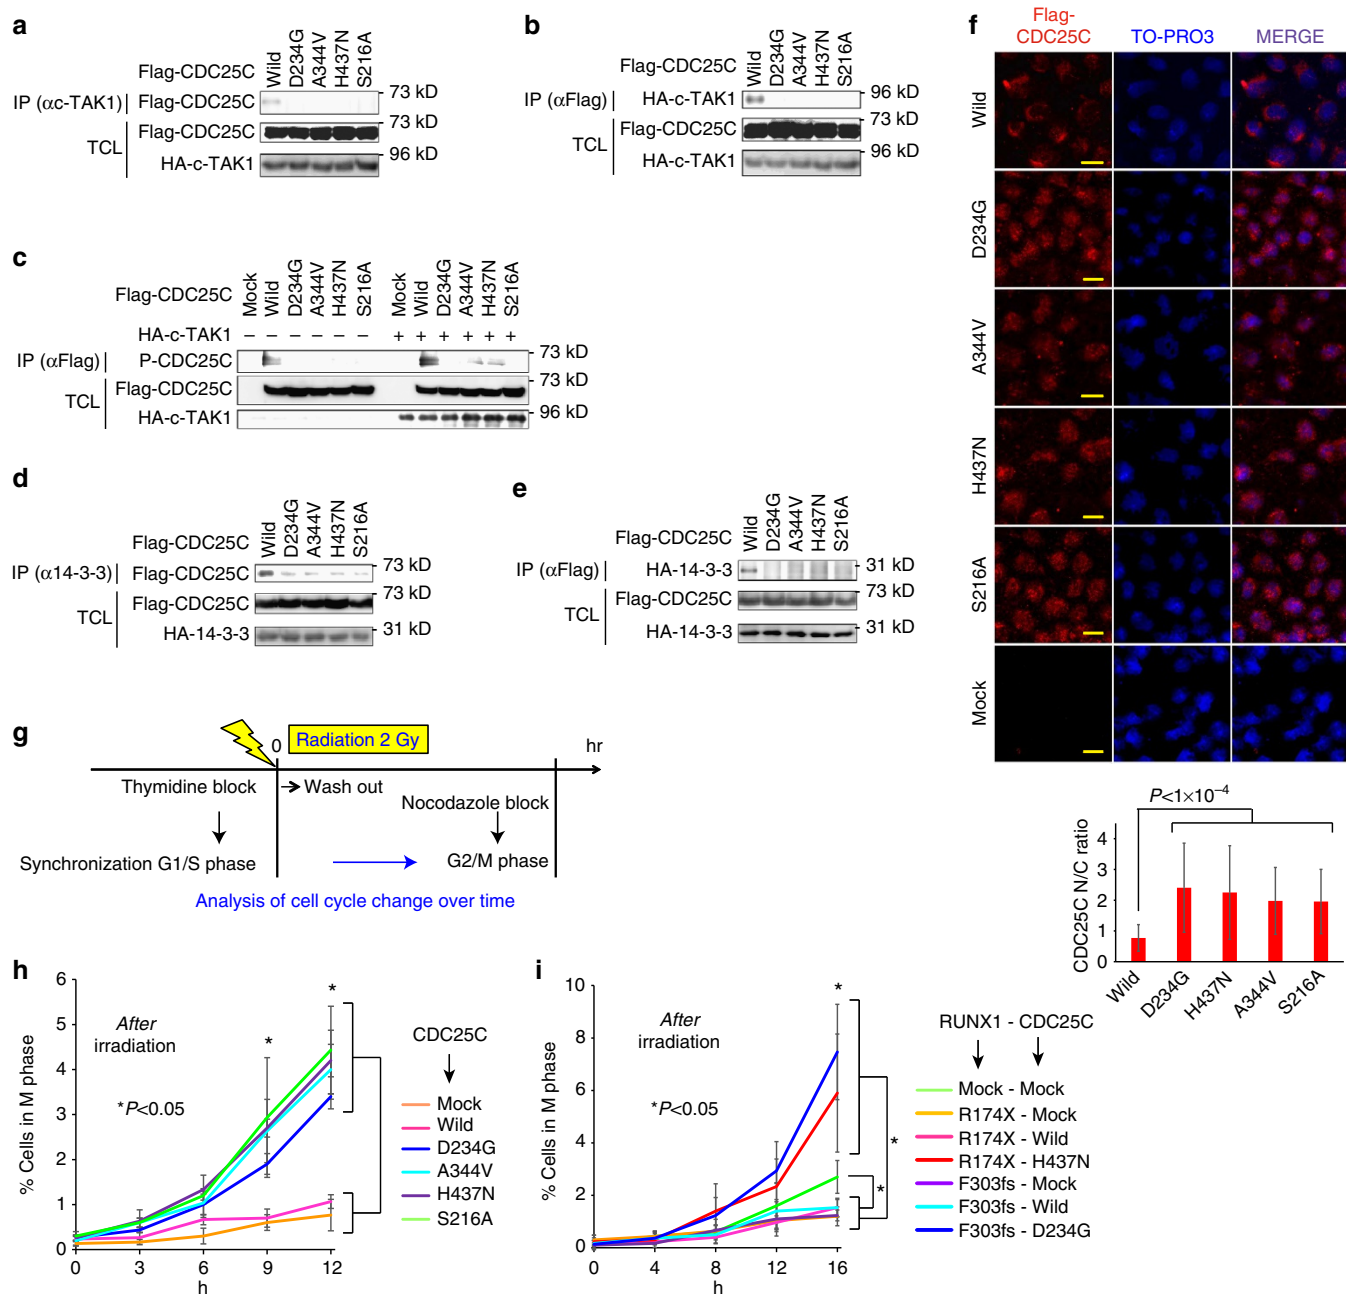 a
Flag-CDC25C
Wild
D234G
A344V
H437N
S216A
IP (αc-TAK1)
Flag-CDC25C
73 kD
TCL
Flag-CDC25C
73 kD
HA-c-TAK1
96 kD
b
Flag-CDC25C
Wild
D234G
A344V
H437N
S216A
IP (αFlag)
HA-c-TAK1
96 kD
TCL
Flag-CDC25C
73 kD
HA-c-TAK1
96 kD
c
Flag-CDC25C
Mock
Wild
D234G
A344V
H437N
S216A
Mock
Wild
D234G
A344V
H437N
S216A
HA-c-TAK1 − − − − − − + + + + + + +
IP (αFlag)
P-CDC25C
73 kD
TCL
Flag-CDC25C
73 kD
HA-c-TAK1
96 kD
d
Flag-CDC25C
Wild
D234G
A344V
H437N
S216A
IP (α14-3-3)
Flag-CDC25C
73 kD
TCL
Flag-CDC25C
73 kD
HA-14-3-3
31 kD
e
Flag-CDC25C
Wild
D234G
A344V
H437N
S216A
IP (αFlag)
HA-14-3-3
31 kD
TCL
Flag-CDC25C
73 kD
HA-14-3-3
31 kD
f
Flag-
CDC25C
TO-PRO3
MERGE
Wild
D234G
A344V
H437N
S216A
Mock
P<1×10⁻⁴
CDC25C N/C ratio
4
3
2
1
0
Wild
D234G
H437N
A344V
S216A
g
0
Radiation 2 Gy
hr
Thymidine block
Wash out
Nocodazole block
Synchronization G1/S phase
G2/M phase
Analysis of cell cycle change over time
h
% Cells in M phase
6
5
4
3
2
1
0
0 3 6 9 12
h
After
irradiation
*P<0.05
*
*
CDC25C
Mock
Wild
D234G
A344V
H437N
S216A
i
% Cells in M phase
10
8
6
4
2
0
0 4 8 12 16
h
After
irradiation
*P<0.05
*
*
*
RUNX1 - CDC25C
Mock - Mock
R174X - Mock
R174X - Wild
R174X - H437N
F303fs - Mock
F303fs - Wild
F303fs - D234G